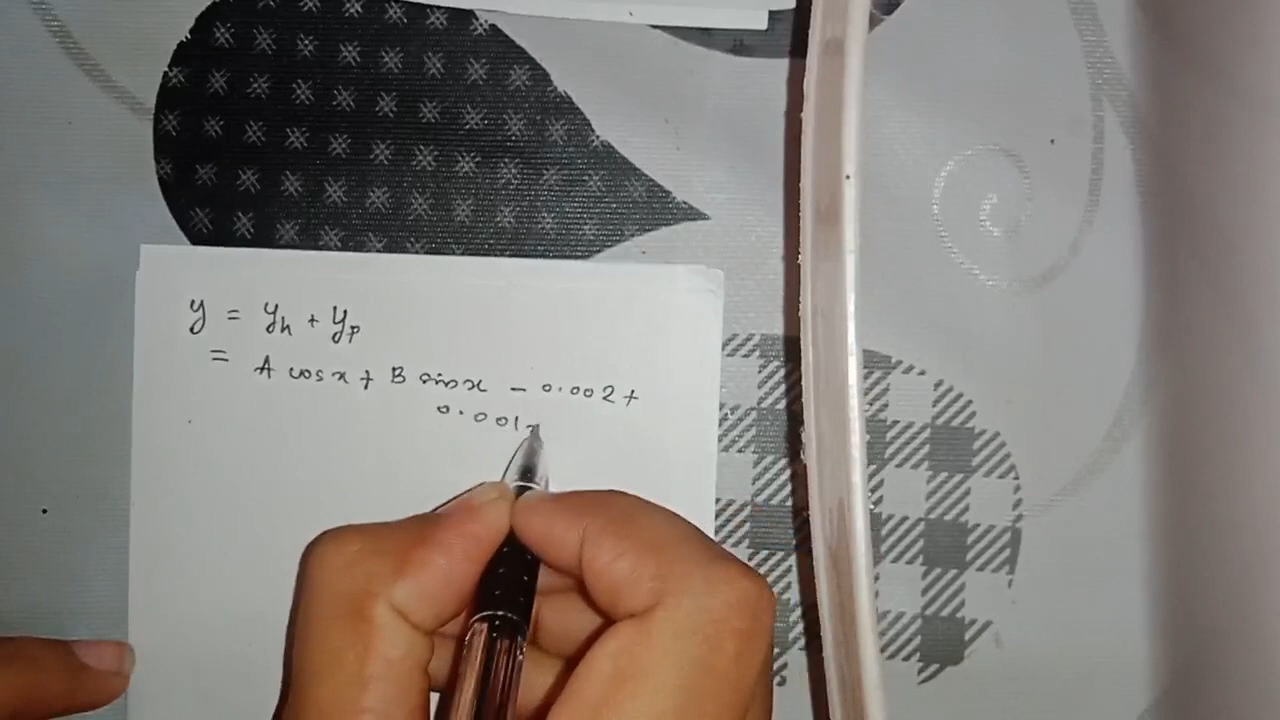 y = yₕ + yₚ
= A cos x + B sin x - 0.002 +
0.001